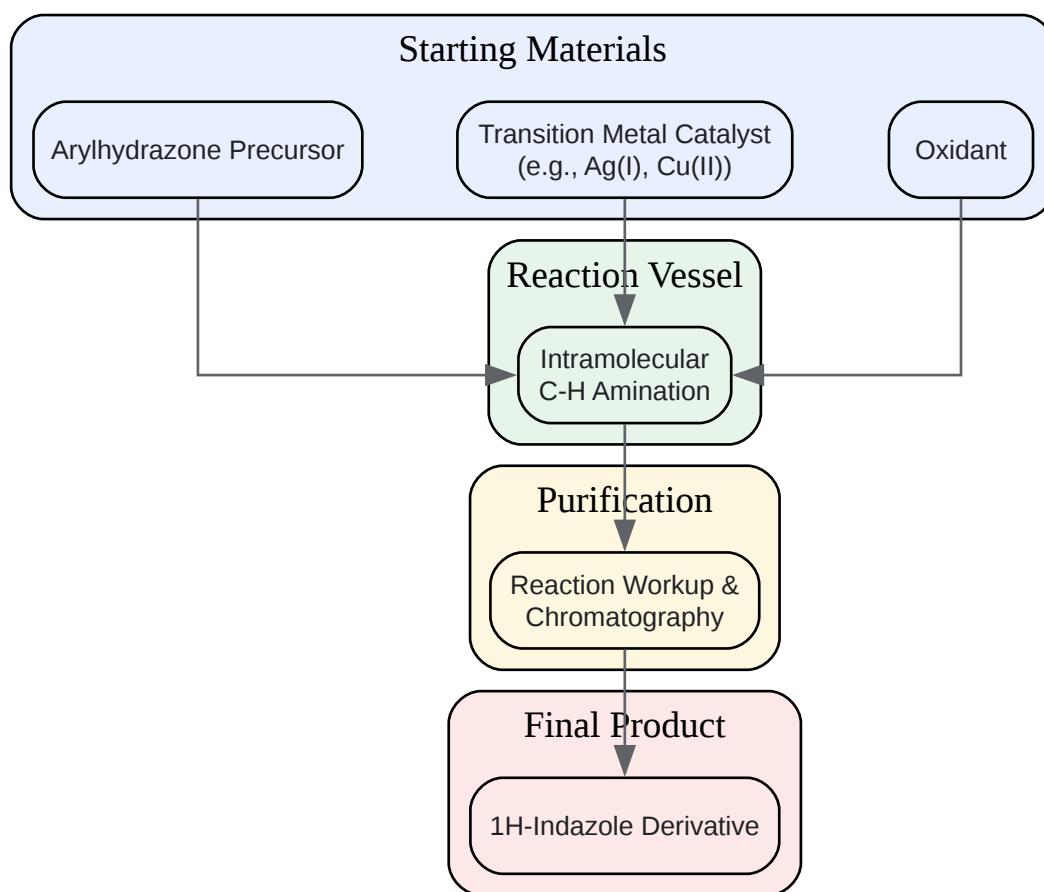 Starting Materials
Arylhydrazone Precursor
Transition Metal Catalyst
(e.g., Ag(I), Cu(II))
Oxidant
Reaction Vessel
Intramolecular
C-H Amination
Purification
Reaction Workup &
Chromatography
Final Product
1H-Indazole Derivative